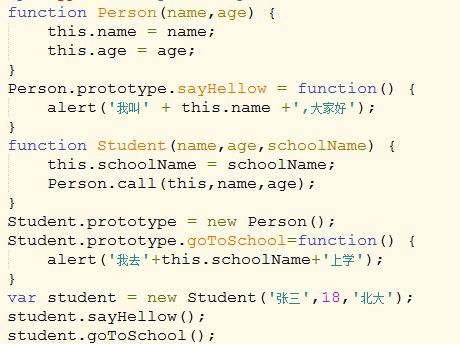 function Person(name,age) {
    this.name = name;
    this.age = age;
}
Person.prototype.sayHellow = function() {
    alert('我叫' + this.name +',大家好');
}
function Student(name,age,schoolName) {
    this.schoolName = schoolName;
    Person.call(this,name,age);
}
Student.prototype = new Person();
Student.prototype.goToSchool=function() {
    alert('我去'+this.schoolName+'上学');
}
var student = new Student('张三',18,'北大');
student.sayHellow();
student.goToSchool();